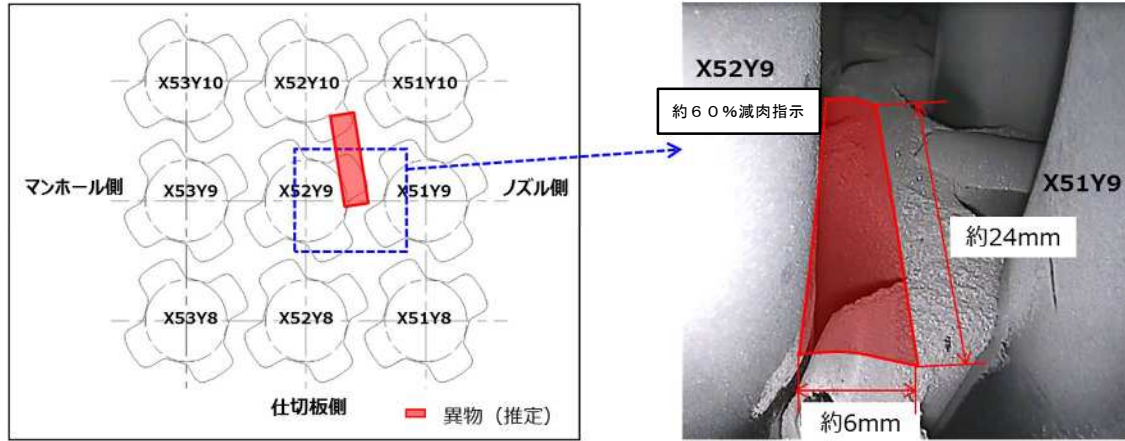 X53Y10
X52Y10
X51Y10
マンホール側
X53Y9
X52Y9
X51Y9
ノズル側
X53Y8
X52Y8
X51Y8
仕切板側
異物（推定）
X52Y9
約６０％減肉指示
X51Y9
約24mm
約6mm